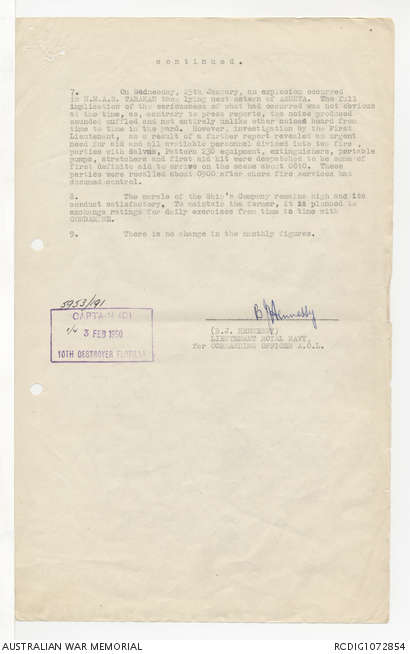 continued.
7. On Wednesday, 25th January, an explosion occurred
in H.M.A.S. TARAKAN then lying next astern of ANZETA. The full
implication of the seriousness of what had occurred was not obvious
at the time, as, contrary to press reports, the noise produced
sounded muffled and not entirely unlike other noises heard from
time to time in the yard. However, investigation by the First
Lieutenant, as a result of a further report revealed an urgent
need for aid and all available personnel divided into two fire,
parties with Salvus, Pattern 230 equipment, extinguishers, portable
pumps, stretchers and first aid kit were despatched to be some of
first definite aid to arrive on the scene about 0810. These
parties were recalled about 0900 after shore fire services had
assumed control.
8. The morale of the Ship's Company remains high and its
conduct satisfactory. To maintain the former, it is planned to
exchange ratings for daily exercises from time to time with
CONDAMINE.
9. There is no change in the monthly figures.
5953/191
CAPTAIN (D)
3 FEB 1950
10TH DESTROYER FLOTILLA
B J Hennessy
(B.J. HENNESSY)
LIEUTENANT ROYAL NAVY,
for COMMANDING OFFICER
AUSTRALIAN WAR MEMORIAL
RCDIG1072854